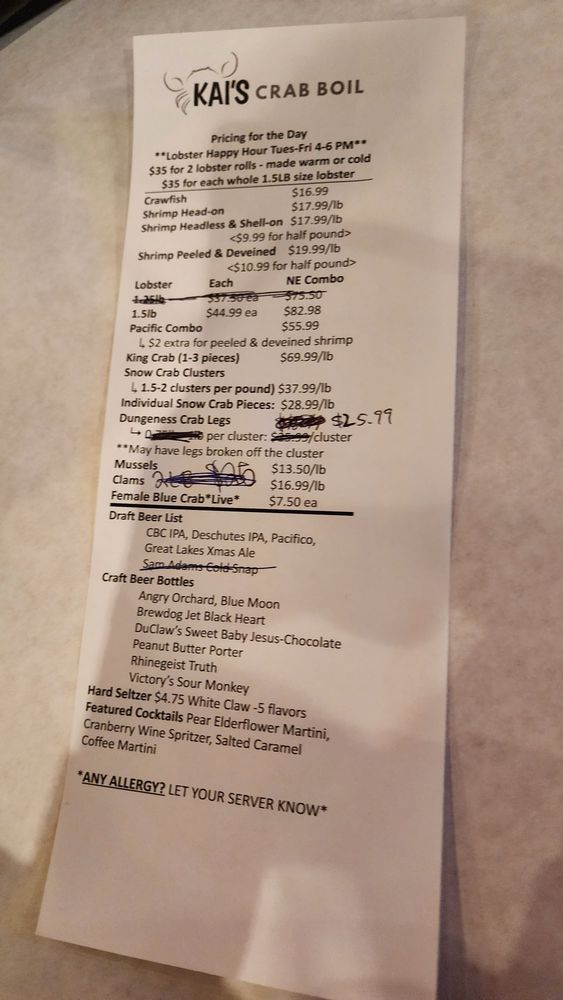 KAI'S CRAB BOIL
Pricing for the Day
**Lobster Happy Hour Tues-Fri 4-6 PM**
$35 for 2 lobster rolls - made warm or cold
$35 for each whole 1.5LB size lobster
Crawfish $16.99
Shrimp Head-on $17.99/lb
Shrimp Headless & Shell-on $17.99/lb
<$9.99 for half pound>
Shrimp Peeled & Deveined $19.99/lb
<$10.99 for half pound>
Lobster Each NE Combo
1.25lb $37.50 ea $75.50
1.5lb $44.99 ea $82.98
Pacific Combo $55.99
↳ $2 extra for peeled & deveined shrimp
King Crab (1-3 pieces) $69.99/lb
Snow Crab Clusters
↳ 1.5-2 clusters per pound) $37.99/lb
Individual Snow Crab Pieces: $28.99/lb
Dungeness Crab Legs $25.99
↳ per cluster: /cluster
**May have legs broken off the cluster
Mussels $13.50/lb
Clams $16.99/lb
Female Blue Crab*Live* $7.50 ea
Draft Beer List
CBC IPA, Deschutes IPA, Pacifico,
Great Lakes Xmas Ale
Sam Adams Cold Snap
Craft Beer Bottles
Angry Orchard, Blue Moon
Brewdog Jet Black Heart
DuClaw's Sweet Baby Jesus-Chocolate
Peanut Butter Porter
Rhinegeist Truth
Victory's Sour Monkey
Hard Seltzer $4.75 White Claw -5 flavors
Featured Cocktails Pear Elderflower Martini,
Cranberry Wine Spritzer, Salted Caramel
Coffee Martini
*ANY ALLERGY? LET YOUR SERVER KNOW*